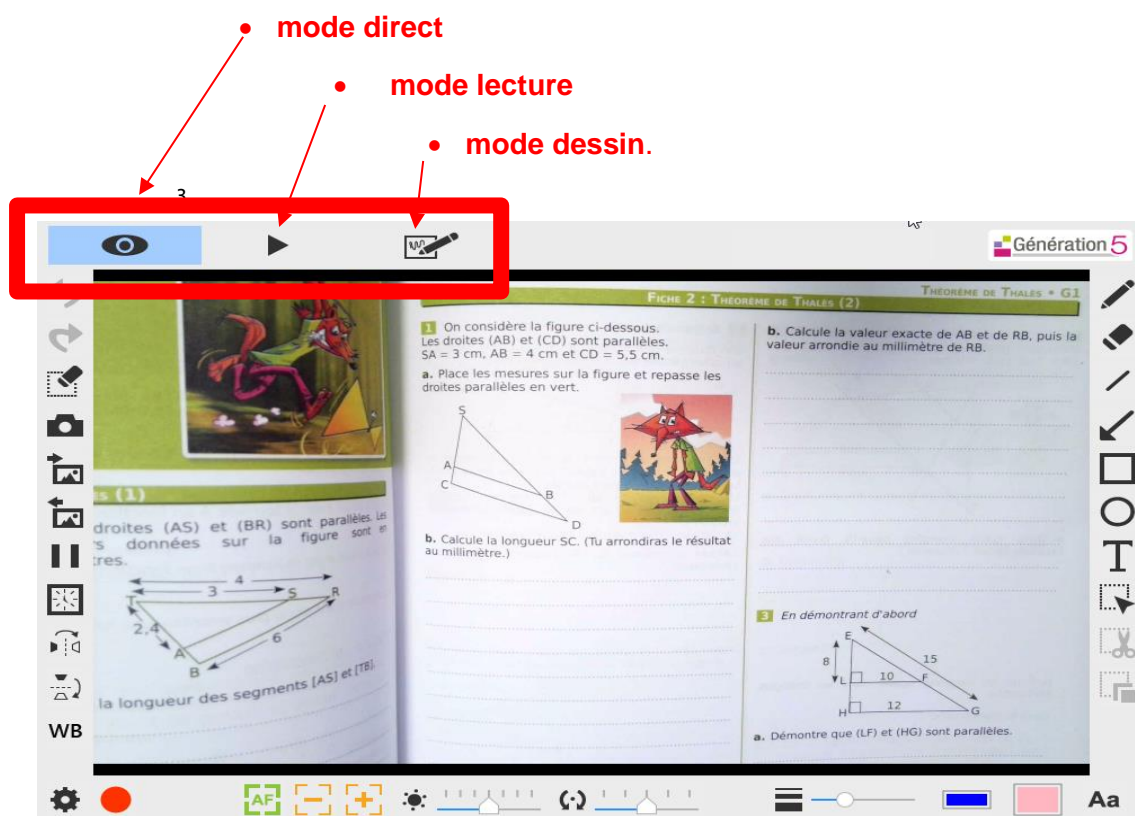 • mode direct
• mode lecture
• mode dessin.
3
Génération 5
THÉORÈME DE THALÈS • G1
FICHE 2 : THÉORÈME DE THALÈS (2)
1 On considère la figure ci-dessous.
Les droites (AB) et (CD) sont parallèles.
SA = 3 cm, AB = 4 cm et CD = 5,5 cm.
a. Place les mesures sur la figure et repasse les
droites parallèles en vert.
S
A
C
B
D
b. Calcule la longueur SC. (Tu arrondiras le résultat
au millimètre.)
b. Calcule la valeur exacte de AB et de RB, puis la
valeur arrondie au millimètre de RB.
3 En démontrant d'abord
E
8
15
L
10
F
H
12
G
a. Démontre que (LF) et (HG) sont parallèles.
(1)
droites (AS) et (BR) sont parallèles. Les
données sur la figure sont en
4
3
T
S
R
2,4
A
6
B
la longueur des segments [AS] et [TB].
T
WB
AF
Aa